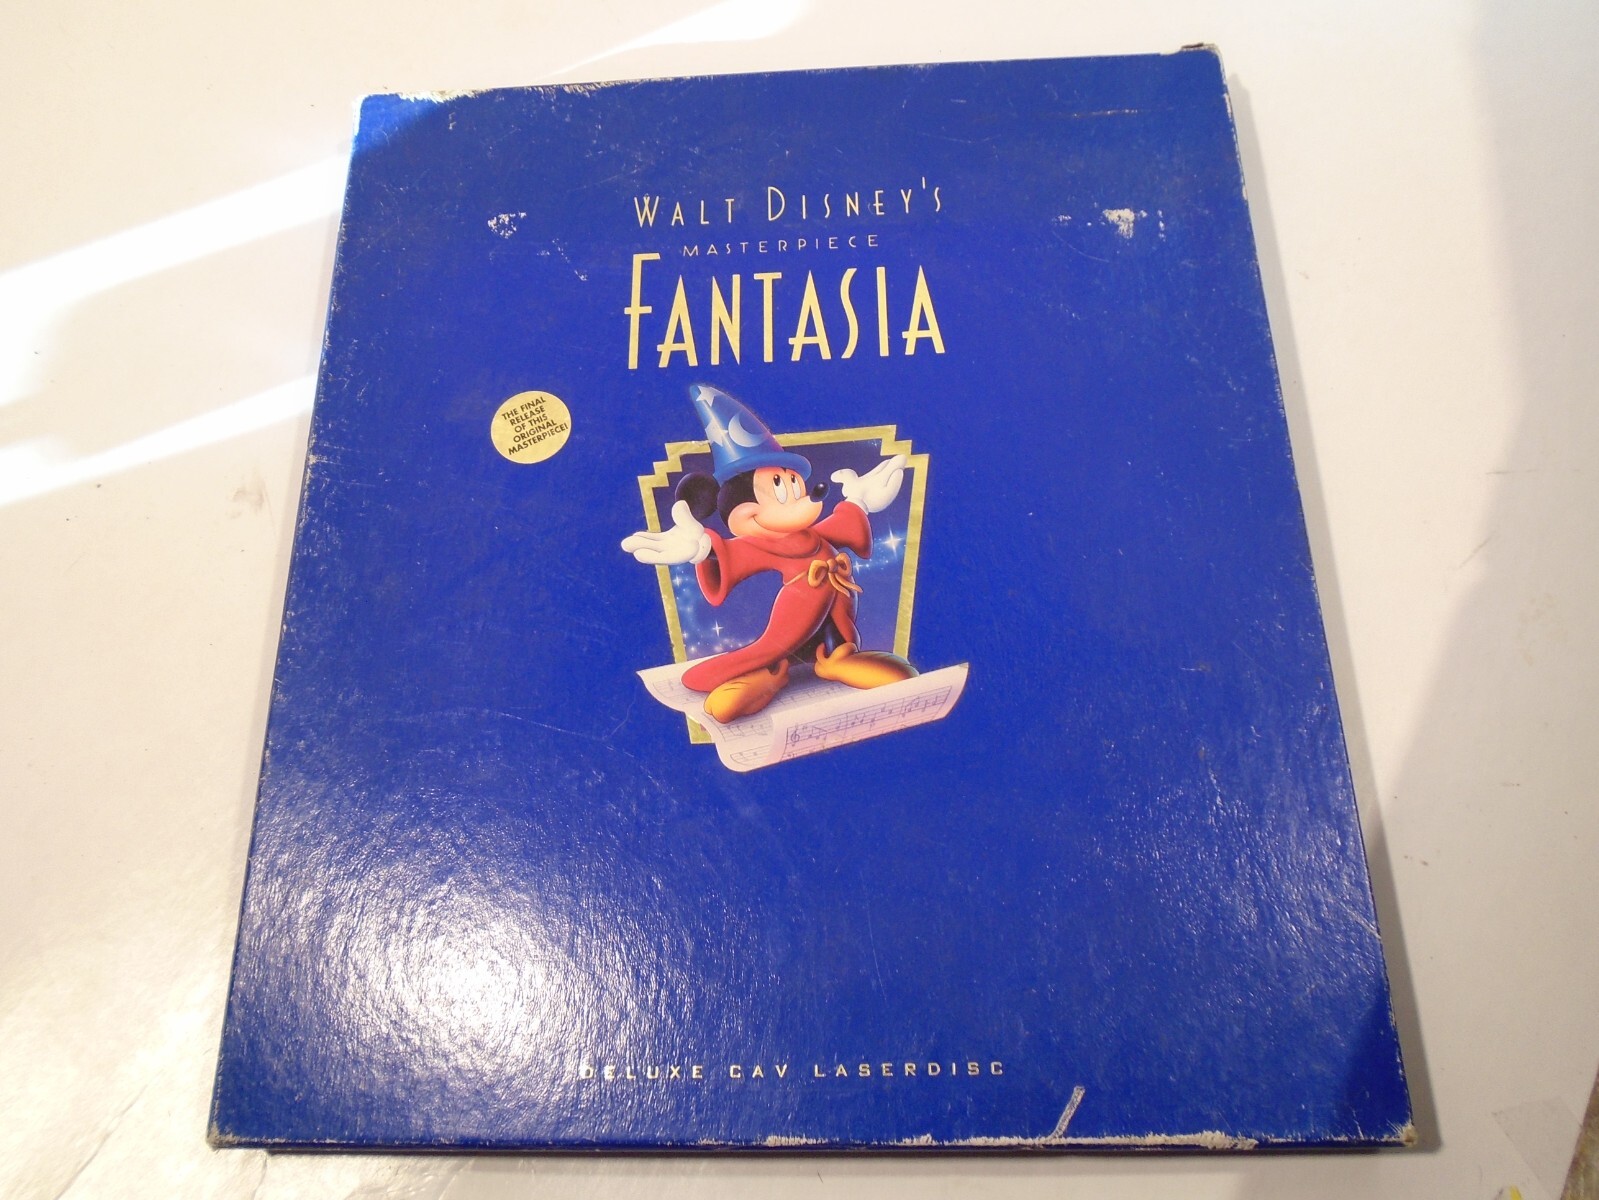 WALT DISNEY'S
MASTERPIECE
FANTASIA
THE FINAL
RELEASE
OF THIS
ORIGINAL
MASTERPIECE!
DELUXE CAV LASERDISC